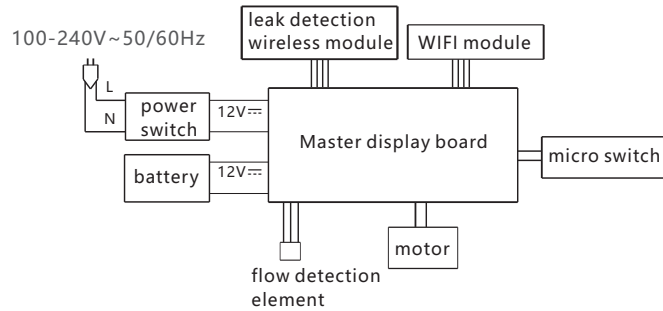 leak detection
wireless module
WIFI module
100-240V~50/60Hz
L
N
power
switch
12V⎓
Master display board
micro switch
battery
12V⎓
motor
flow detection
element